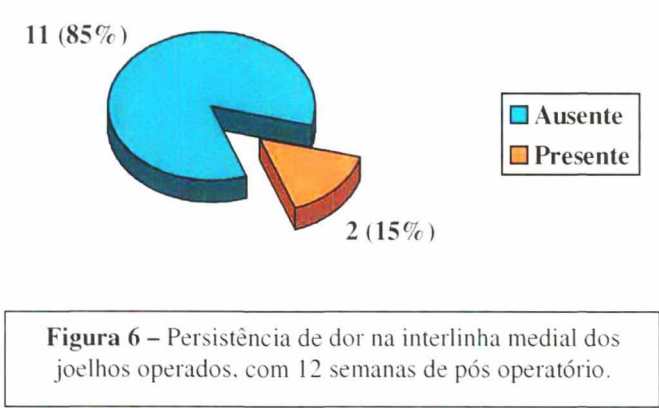 11 (85%)
Ausente
Presente
2 (15%)
Figura 6 – Persistência de dor na interlinha medial dos
joelhos operados, com 12 semanas de pós operatório.